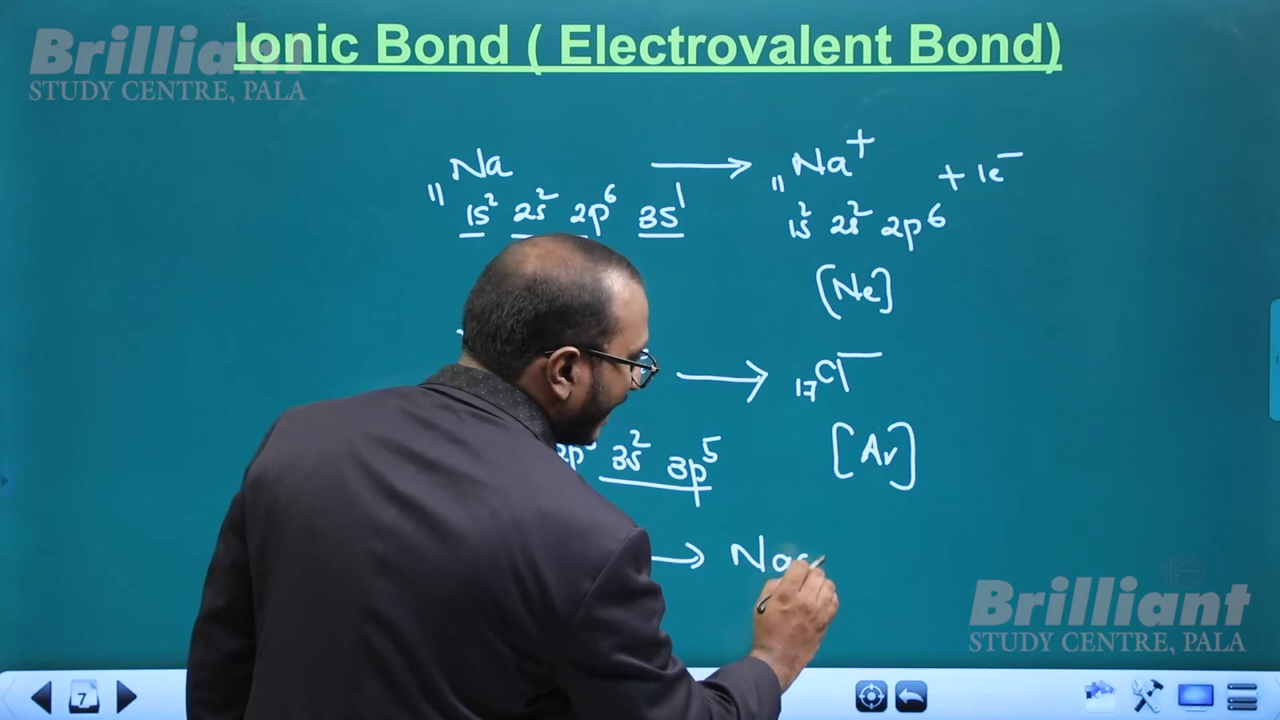 Brilliant
STUDY CENTRE, PALA
Ionic Bond ( Electrovalent Bond)
₁₁Na ⟶ ₁₁Na⁺ + 1e⁻
1s² 2s² 2p⁶ 3s¹ 1s² 2s² 2p⁶
[Ne]
⟶ ₁₇Cl⁻
3s² 3p⁵ [Ar]
⟶ Na
Brilliant
STUDY CENTRE, PALA
7